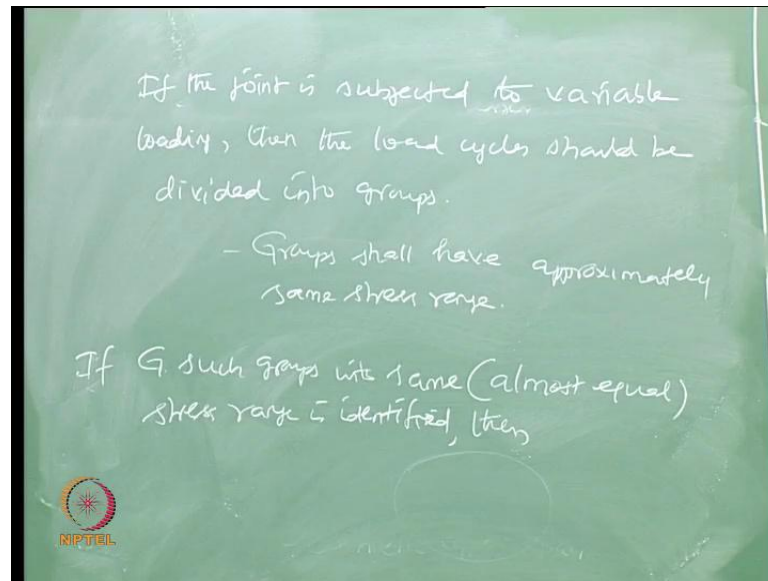 If the joint is subjected to variable
loading, then the load cycles should be
divided into groups.
- Groups shall have approximately
same stress range.
If G such groups with same (almost equal)
stress range is identified, then
NPTEL